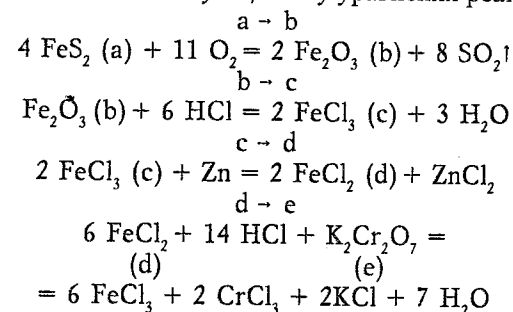 a → b
4 FeS₂ (a) + 11 O₂ = 2 Fe₂O₃ (b) + 8 SO₂↑
b → c
Fe₂O₃ (b) + 6 HCl = 2 FeCl₃ (c) + 3 H₂O
c → d
2 FeCl₃ (c) + Zn = 2 FeCl₂ (d) + ZnCl₂
d → e
6 FeCl₂ + 14 HCl + K₂Cr₂O₇ =
(d) (e)
= 6 FeCl₃ + 2 CrCl₃ + 2KCl + 7 H₂O